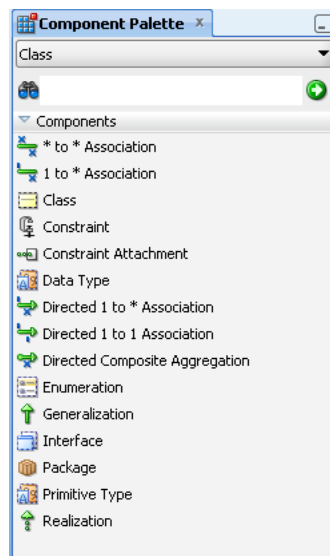 Component Palette
Class
Components
* to * Association
1 to * Association
Class
Constraint
Constraint Attachment
Data Type
Directed 1 to * Association
Directed 1 to 1 Association
Directed Composite Aggregation
Enumeration
Generalization
Interface
Package
Primitive Type
Realization